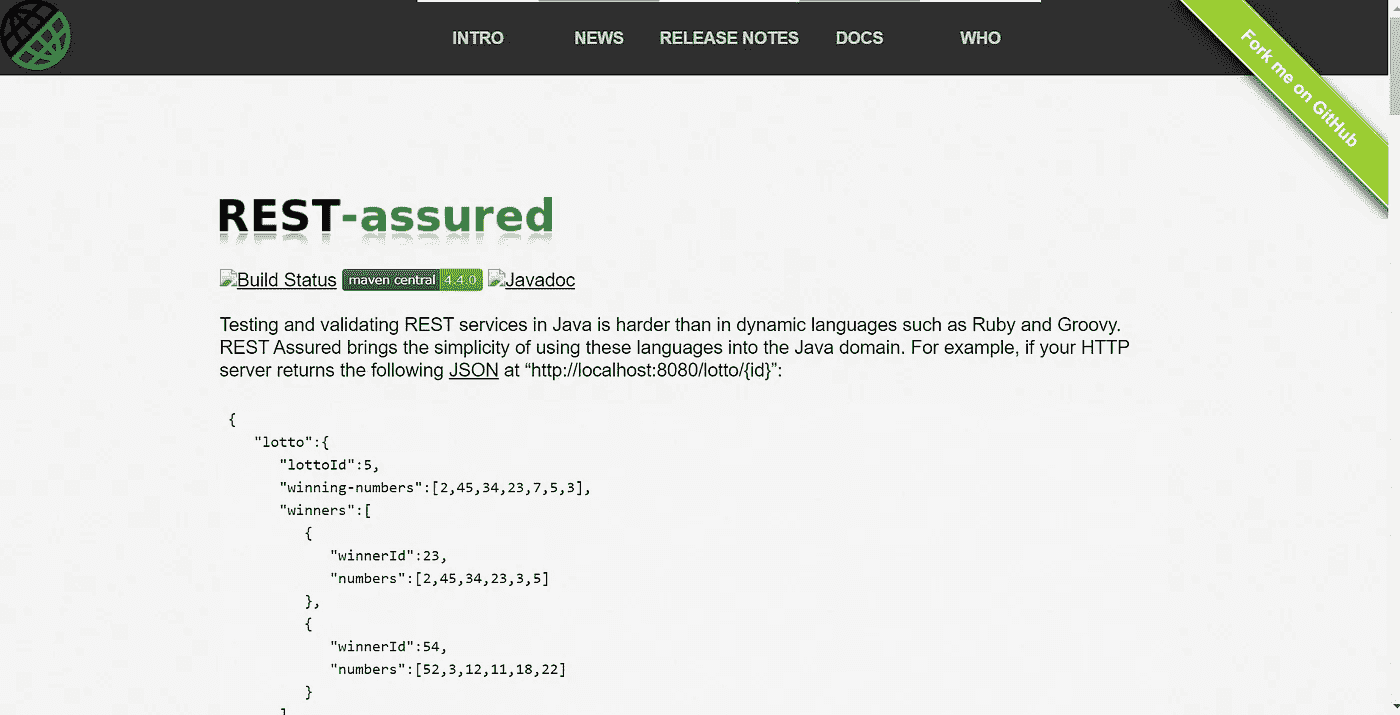 INTRO NEWS RELEASE NOTES DOCS WHO
Fork me on GitHub
REST-assured
Build Status maven central 4.4.0 Javadoc
Testing and validating REST services in Java is harder than in dynamic languages such as Ruby and Groovy.
REST Assured brings the simplicity of using these languages into the Java domain. For example, if your HTTP
server returns the following JSON at “http://localhost:8080/lotto/{id}”:
{
"lotto":{
"lottoId":5,
"winning-numbers":[2,45,34,23,7,5,3],
"winners":[
{
"winnerId":23,
"numbers":[2,45,34,23,3,5]
},
{
"winnerId":54,
"numbers":[52,3,12,11,18,22]
}
]